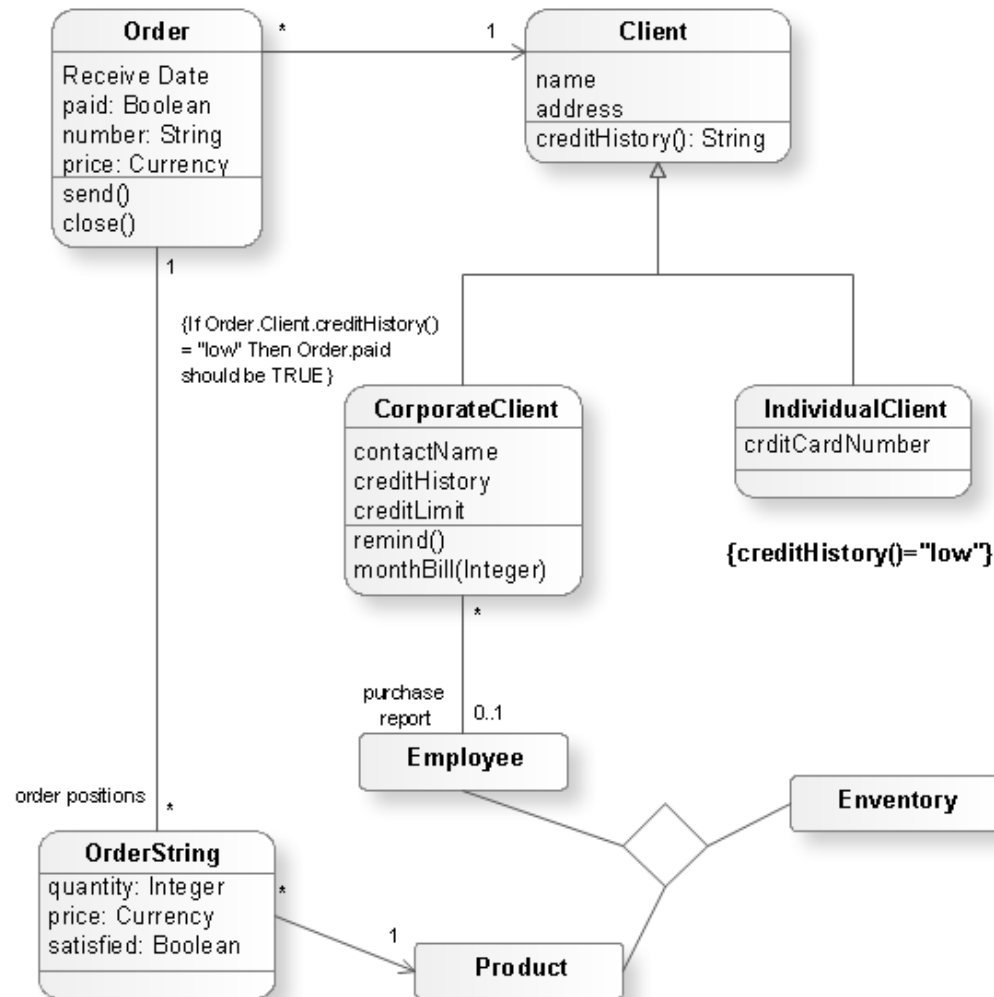 Order
Receive Date
paid: Boolean
number: String
price: Currency
send()
close()
*
1
Client
name
address
creditHistory(): String
1
{If Order.Client.creditHistory()
= "low" Then Order.paid
should be TRUE }
CorporateClient
contactName
creditHistory
creditLimit
remind()
monthBill(Integer)
IndividualClient
crditCardNumber
{creditHistory()="low"}
*
purchase
report
0..1
Employee
Enventory
order positions
*
OrderString
quantity: Integer
price: Currency
satisfied: Boolean
*
1
Product